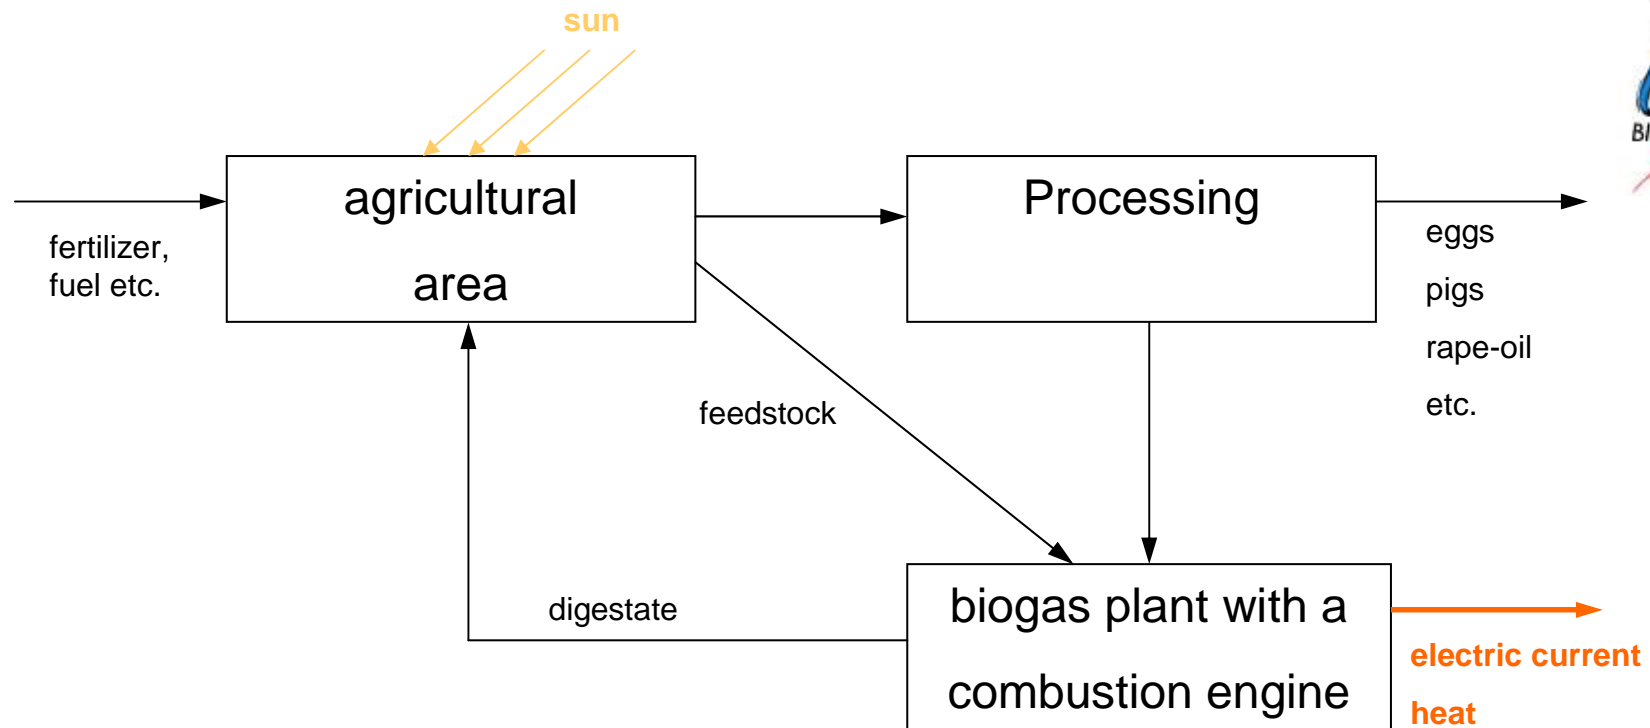 sun
agricultural
area
Processing
fertilizer,
fuel etc.
eggs
pigs
rape-oil
etc.
feedstock
digestate
biogas plant with a
combustion engine
electric current
heat